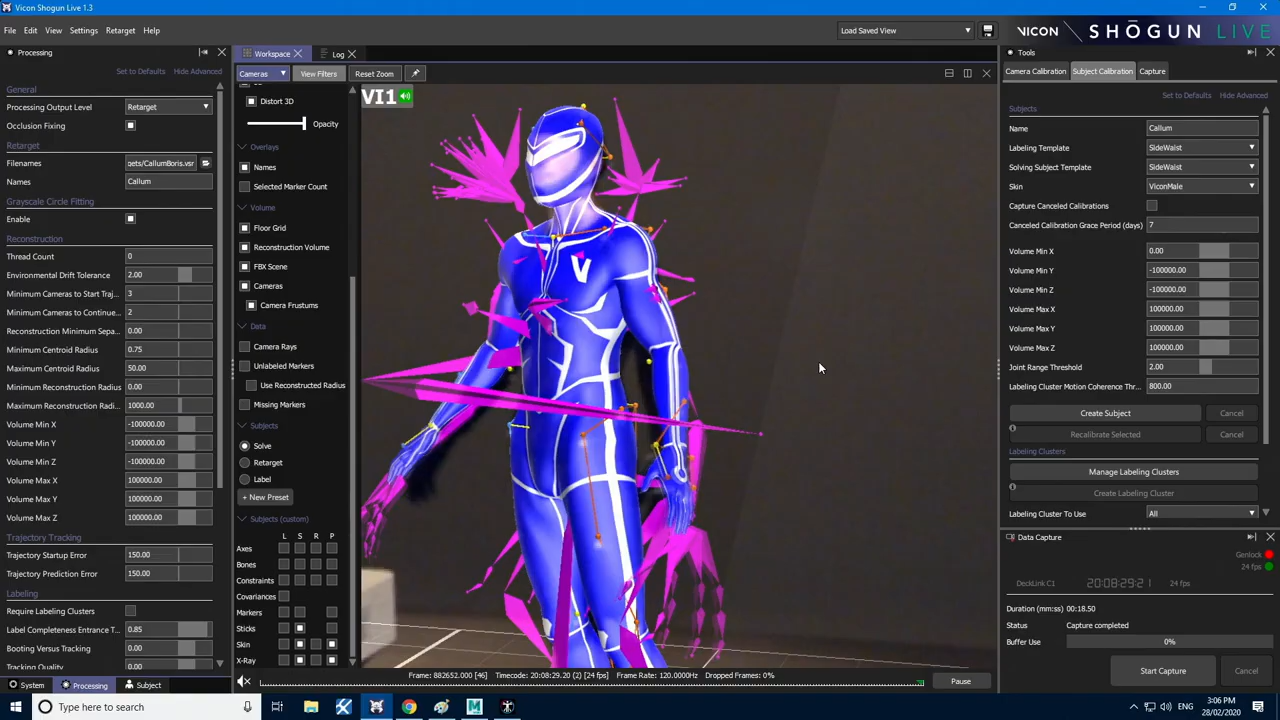 Vicon Shogun Live 1.3
File Edit View Settings Retarget Help
Load Saved View
VICON SHŌGUN LIVE
Processing
Set to Defaults Hide Advanced
General
Processing Output Level Retarget
Occlusion Fixing
Retarget
Filenames gets/CallumBoris.vsr
Names Callum
Grayscale Circle Fitting
Enable
Reconstruction
Thread Count 0
Environmental Drift Tolerance 2.00
Minimum Cameras to Start Traj... 3
Minimum Cameras to Continue... 2
Reconstruction Minimum Sepa... 0.00
Minimum Centroid Radius 0.75
Maximum Centroid Radius 50.00
Minimum Reconstruction Radius 0.00
Maximum Reconstruction Radi... 1000.00
Volume Min X -100000.00
Volume Min Y -100000.00
Volume Min Z -100000.00
Volume Max X 100000.00
Volume Max Y 100000.00
Volume Max Z 100000.00
Trajectory Tracking
Trajectory Startup Error 150.00
Trajectory Prediction Error 150.00
Labeling
Require Labeling Clusters
Label Completeness Entrance T... 0.85
Booting Versus Tracking 0.00
Tracking Quality 0.00
System Processing Subject
Workspace Log
Cameras View Filters Reset Zoom
Distort 3D
Opacity
Overlays
Names
Selected Marker Count
Volume
Floor Grid
Reconstruction Volume
FBX Scene
Cameras
Camera Frustums
Data
Camera Rays
Unlabeled Markers
Use Reconstructed Radius
Missing Markers
Subjects
Solve
Retarget
Label
+ New Preset
Subjects (custom)
L S R P
Axes
Bones
Constraints
Covariances
Markers
Sticks
Skin
X-Ray
VI1
V
Frame: 882652.000 [46] Timecode: 20:08:29.20 (2) [24 fps] Frame Rate: 120.0000Hz Dropped Frames: 0%
Pause
Tools
Camera Calibration Subject Calibration Capture
Set to Defaults Hide Advanced
Subjects
Name Callum
Labeling Template SideWaist
Solving Subject Template SideWaist
Skin ViconMale
Capture Canceled Calibrations
Canceled Calibration Grace Period (days) 7
Volume Min X 0.00
Volume Min Y -100000.00
Volume Min Z -100000.00
Volume Max X 100000.00
Volume Max Y 100000.00
Volume Max Z 100000.00
Joint Range Threshold 2.00
Labeling Cluster Motion Coherence Thr... 800.00
Create Subject Cancel
Recalibrate Selected Cancel
Labeling Clusters
Manage Labeling Clusters
Create Labeling Cluster
Labeling Cluster To Use All
Data Capture
Genlock
24 fps
DeckLink C1 24 fps
Duration (mm:ss) 00:18.50
Status Capture completed
Buffer Use 0%
Start Capture Cancel
Type here to search
ENG
3:06 PM
28/02/2020